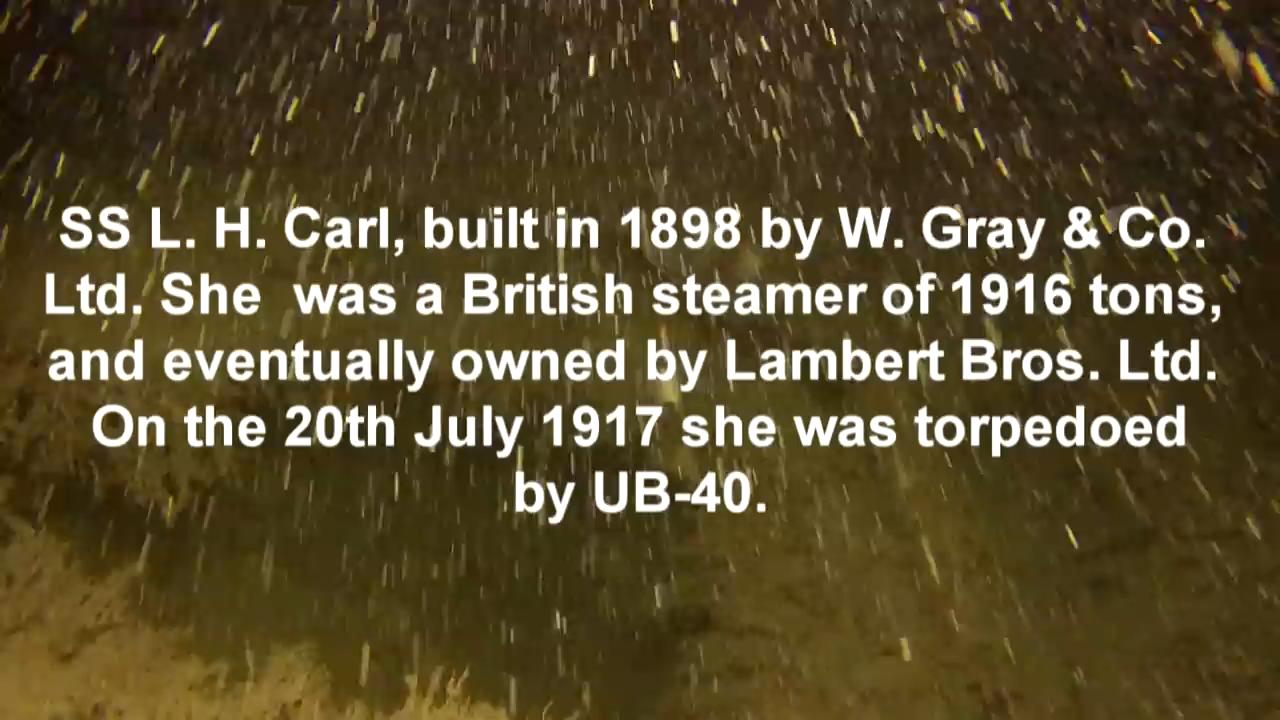 SS L. H. Carl, built in 1898 by W. Gray & Co.
Ltd. She  was a British steamer of 1916 tons,
and eventually owned by Lambert Bros. Ltd.
On the 20th July 1917 she was torpedoed
by UB-40.